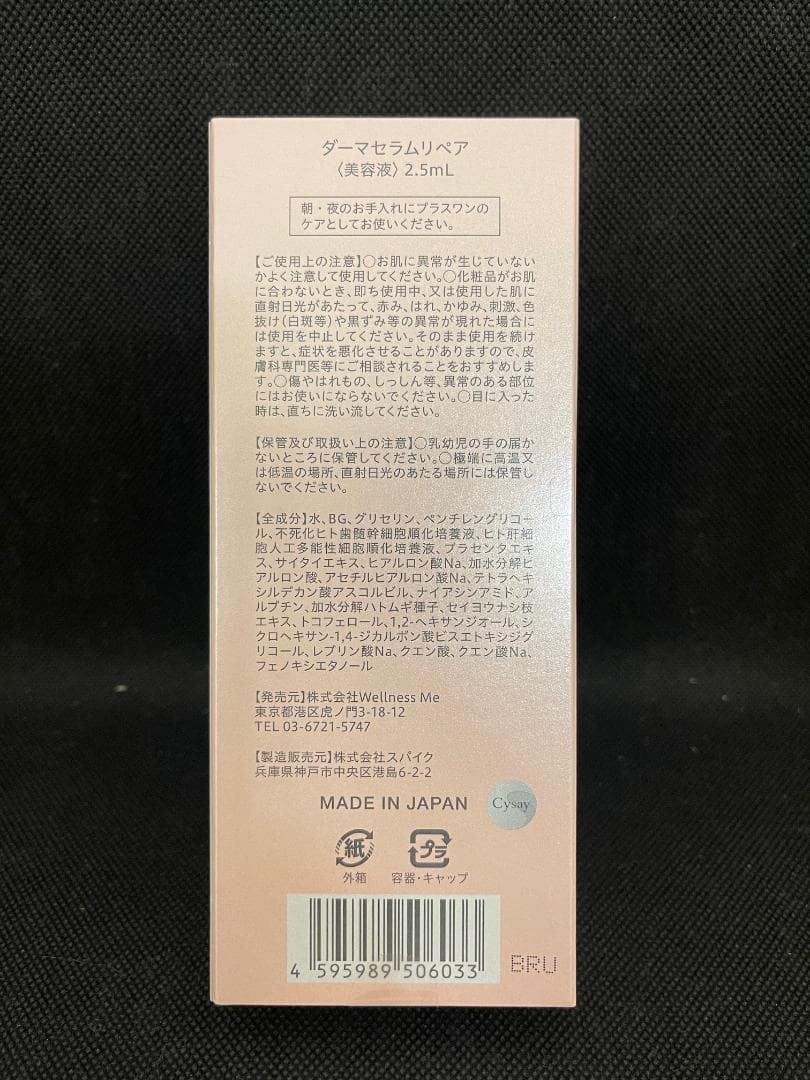 ダーマセラムリペア
〈美容液〉2.5mL
朝・夜のお手入れにプラスワンの
ケアとしてお使いください。
【ご使用上の注意】○お肌に異常が生じていない
かよく注意して使用してください。○化粧品がお肌
に合わないとき、即ち使用中、又は使用した肌に
直射日光があたって、赤み、はれ、かゆみ、刺激、色
抜け(白斑等)や黒ずみ等の異常が現れた場合に
は使用を中止してください。そのまま使用を続け
ますと、症状を悪化させることがありますので、皮
膚科専門医等にご相談されることをおすすめしま
す。○傷やはれもの、しっしん等、異常のある部位
にはお使いにならないでください。○目に入った
時は、直ちに洗い流してください。
【保管及び取扱い上の注意】○乳幼児の手の届か
ないところに保管してください。○極端に高温又
は低温の場所、直射日光のあたる場所には保管し
ないでください。
【全成分】水、BG、グリセリン、ペンチレングリコー
ル、不死化ヒト歯髄幹細胞順化培養液、ヒト肝細
胞人工多能性細胞順化培養液、プラセンタエキ
ス、サイタイエキス、ヒアルロン酸Na、加水分解ヒ
アルロン酸、アセチルヒアルロン酸Na、テトラヘキ
シルデカン酸アスコルビル、ナイアシンアミド、ア
ルブチン、加水分解ハトムギ種子、セイヨウナシ枝
エキス、トコフェロール、1,2-ヘキサンジオール、シ
クロヘキサン-1,4-ジカルボン酸ビスエトキシジグ
リコール、レブリン酸Na、クエン酸、クエン酸Na、
フェノキシエタノール
【発売元】株式会社Wellness Me
東京都港区虎ノ門3-18-12
TEL 03-6721-5747
【製造販売元】株式会社スパイク
兵庫県神戸市中央区港島6-2-2
MADE IN JAPAN
Cysay
紙
プラ
外箱
容器・キャップ
4 595989 506033
BRU